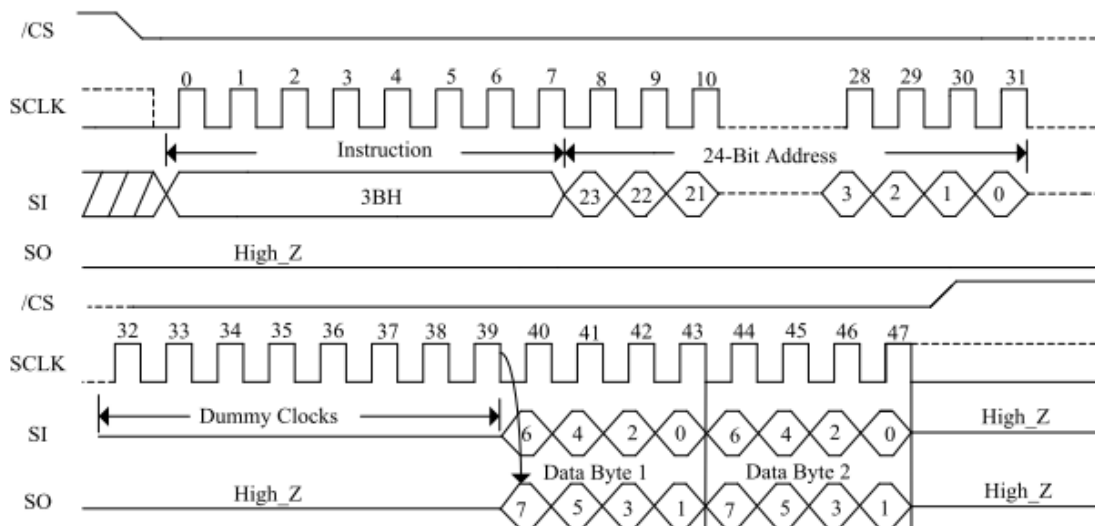 /CS
0 1 2 3 4 5 6 7 8 9 10 28 29 30 31
SCLK
Instruction 24-Bit Address
SI 3BH 23 22 21 3 2 1 0
SO High_Z
/CS
32 33 34 35 36 37 38 39 40 41 42 43 44 45 46 47
SCLK
Dummy Clocks
SI 6 4 2 0 6 4 2 0 High_Z
Data Byte 1 Data Byte 2
SO High_Z 7 5 3 1 7 5 3 1 High_Z